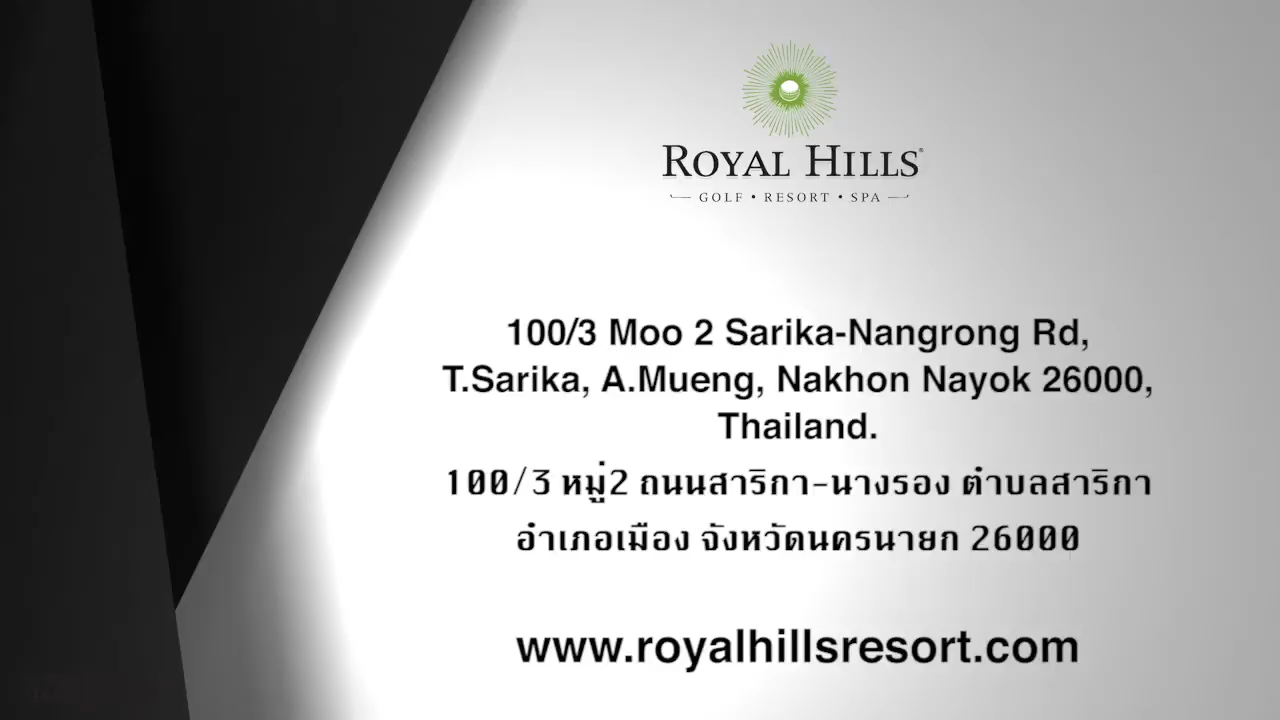 ROYAL HILLS®
GOLF • RESORT • SPA
100/3 Moo 2 Sarika-Nangrong Rd,
T.Sarika, A.Mueng, Nakhon Nayok 26000,
Thailand.
100/3 หมู่2 ถนนสาริกา-นางรอง ตำบลสาริกา
อำเภอเมือง จังหวัดนครนายก 26000
www.royalhillsresort.com